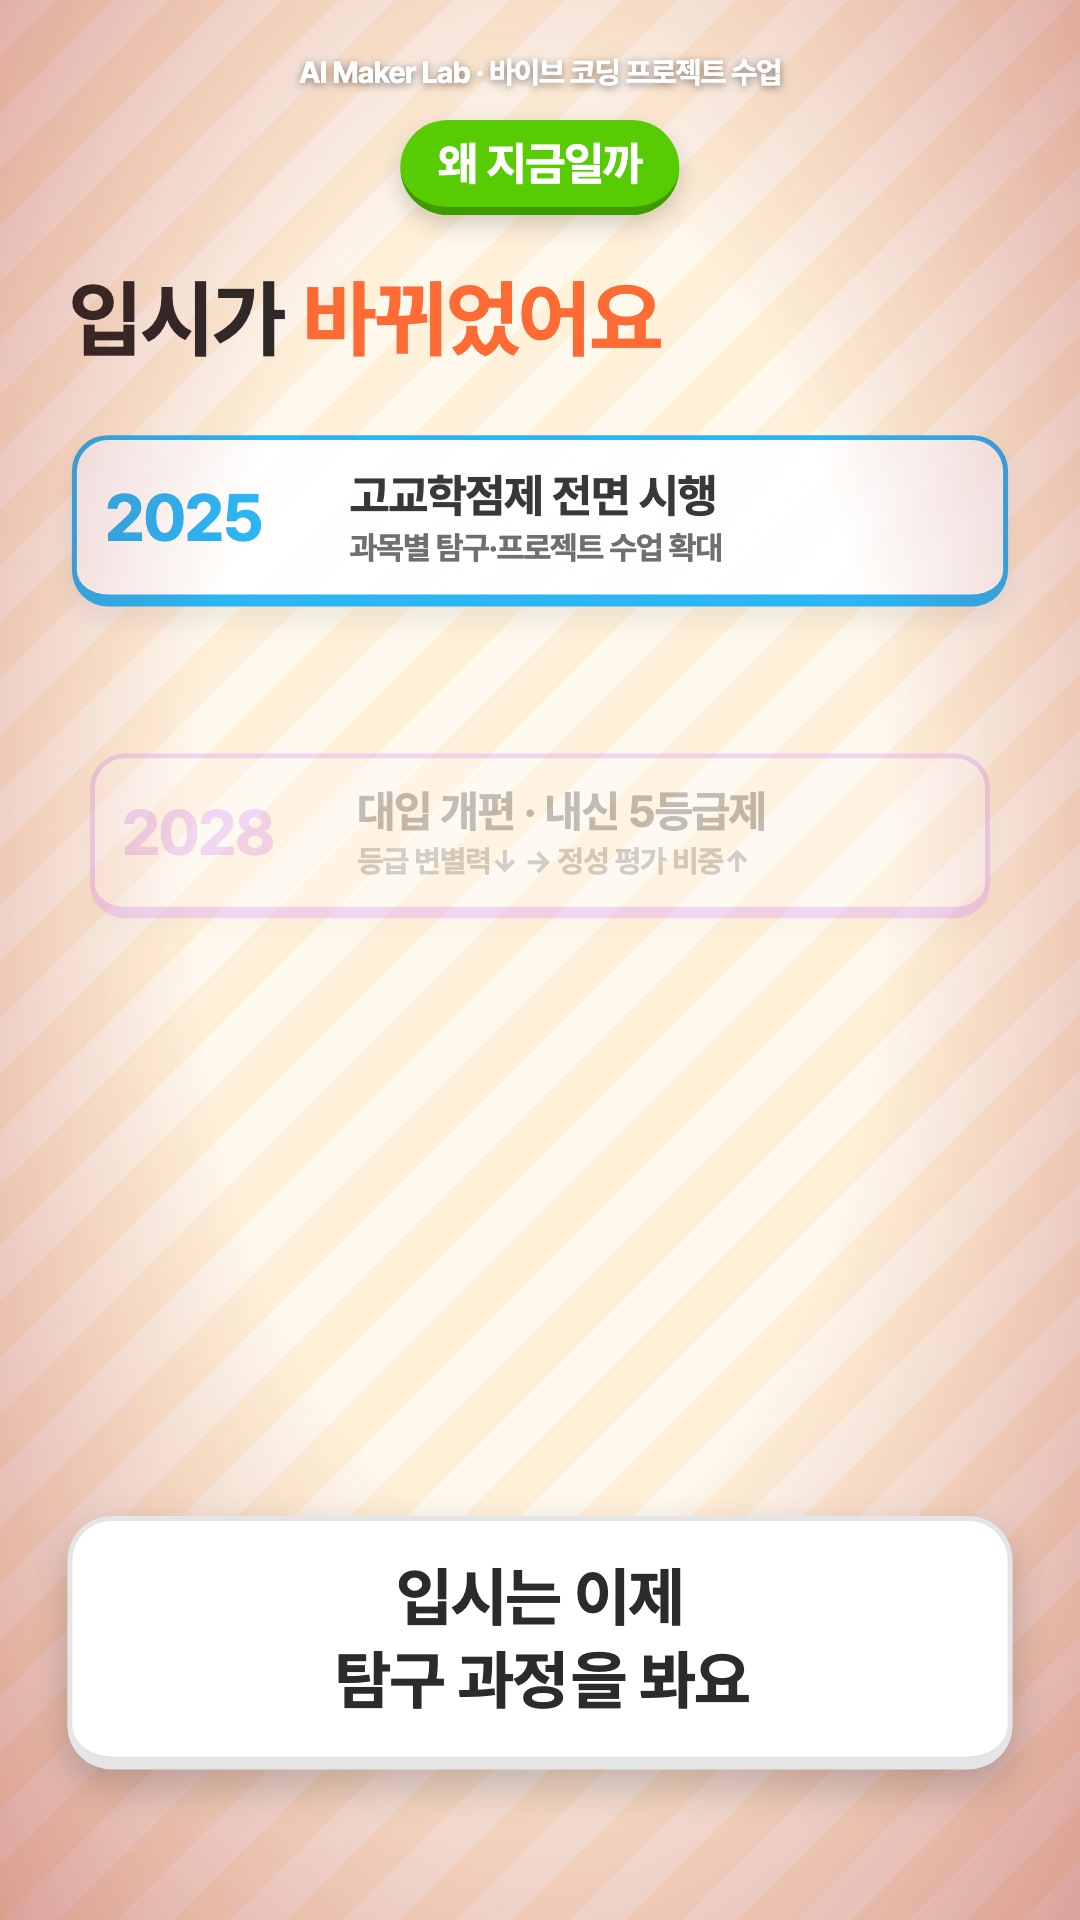 AI Maker Lab · 바이브 코딩 프로젝트 수업
왜 지금일까
입시가 바뀌었어요
2025
고교학점제 전면 시행
과목별 탐구·프로젝트 수업 확대
2028
대입 개편 · 내신 5등급제
등급 변별력↓ → 정성 평가 비중↑
입시는 이제
탐구 과정을 봐요